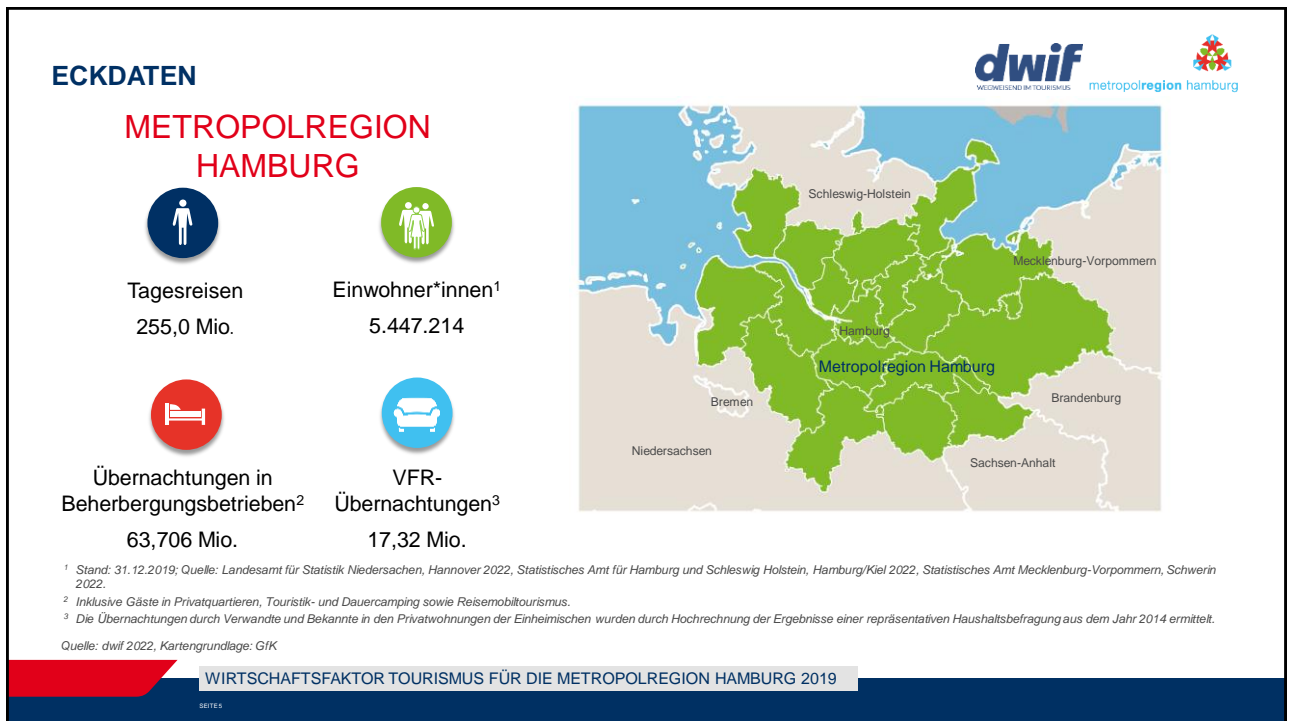 ECKDATEN
dwif
WEGWEISEND IM TOURISMUS
metropolregion hamburg
METROPOLREGION
HAMBURG
Tagesreisen
255,0 Mio.
Einwohner*innen¹
5.447.214
Übernachtungen in
Beherbergungsbetrieben²
63,706 Mio.
VFR-
Übernachtungen³
17,32 Mio.
Schleswig-Holstein
Mecklenburg-Vorpommern
Hamburg
Metropolregion Hamburg
Bremen
Brandenburg
Niedersachsen
Sachsen-Anhalt
¹ Stand: 31.12.2019; Quelle: Landesamt für Statistik Niedersachen, Hannover 2022, Statistisches Amt für Hamburg und Schleswig Holstein, Hamburg/Kiel 2022, Statistisches Amt Mecklenburg-Vorpommern, Schwerin
2022.
² Inklusive Gäste in Privatquartieren, Touristik- und Dauercamping sowie Reisemobiltourismus.
³ Die Übernachtungen durch Verwandte und Bekannte in den Privatwohnungen der Einheimischen wurden durch Hochrechnung der Ergebnisse einer repräsentativen Haushaltsbefragung aus dem Jahr 2014 ermittelt.
Quelle: dwif 2022, Kartengrundlage: GfK
WIRTSCHAFTSFAKTOR TOURISMUS FÜR DIE METROPOLREGION HAMBURG 2019
SEITE 5